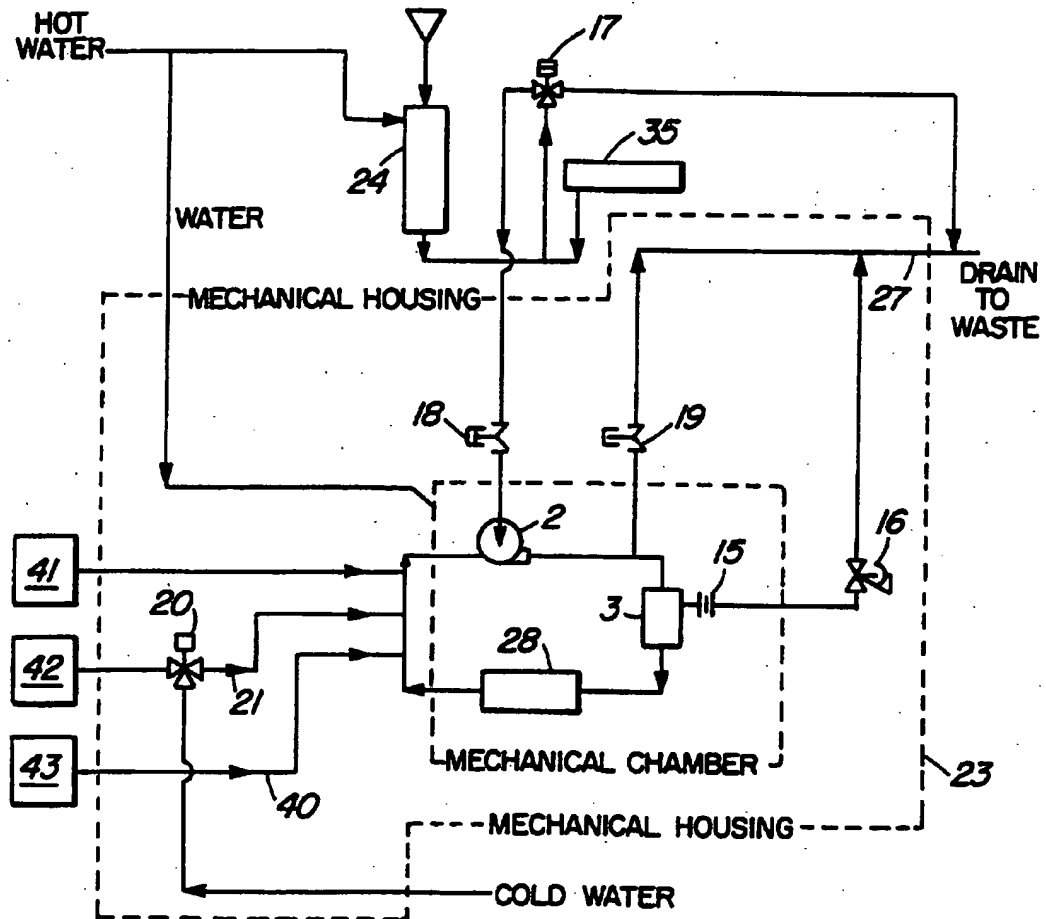 HOT
WATER
17
35
24
WATER
MECHANICAL HOUSING
27
DRAIN
TO
WASTE
18
19
2
16
15
41
20
3
28
42
21
MECHANICAL CHAMBER
43
40
23
MECHANICAL HOUSING
COLD WATER